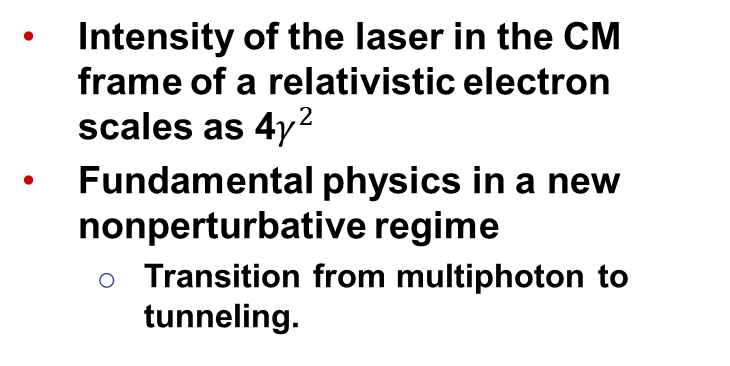 • Intensity of the laser in the CM
frame of a relativistic electron
scales as 4γ²
• Fundamental physics in a new
nonperturbative regime
o Transition from multiphoton to
tunneling.